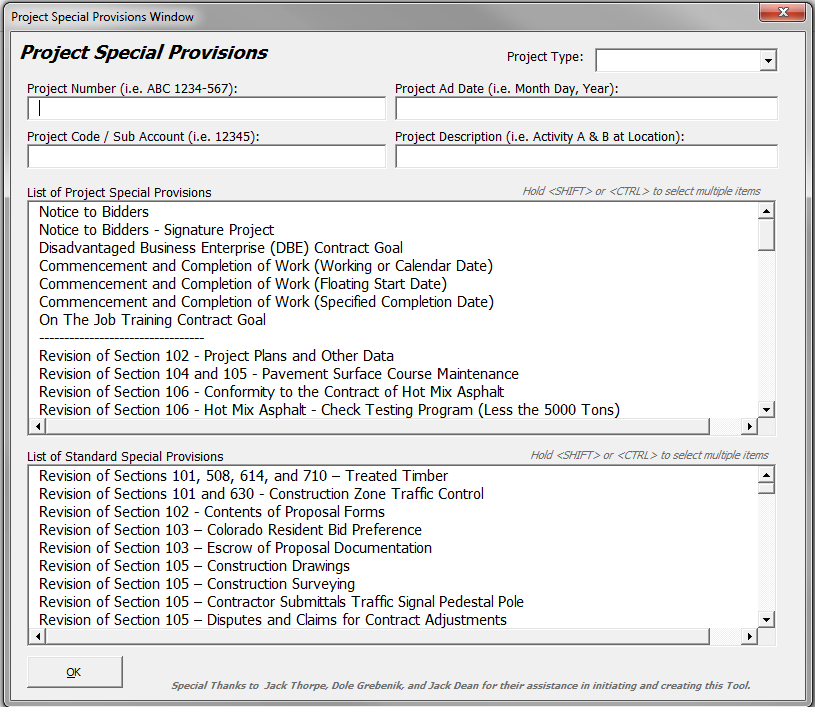 Project Special Provisions Window
Project Special Provisions
Project Type:
Project Number (i.e. ABC 1234-567):
Project Ad Date (i.e. Month Day, Year):
Project Code / Sub Account (i.e. 12345):
Project Description (i.e. Activity A & B at Location):
List of Project Special Provisions
Hold <SHIFT> or <CTRL> to select multiple items
Notice to Bidders
Notice to Bidders - Signature Project
Disadvantaged Business Enterprise (DBE) Contract Goal
Commencement and Completion of Work (Working or Calendar Date)
Commencement and Completion of Work (Floating Start Date)
Commencement and Completion of Work (Specified Completion Date)
On The Job Training Contract Goal
---------------------------------
Revision of Section 102 - Project Plans and Other Data
Revision of Section 104 and 105 - Pavement Surface Course Maintenance
Revision of Section 106 - Conformity to the Contract of Hot Mix Asphalt
Revision of Section 106 - Hot Mix Asphalt - Check Testing Program (Less the 5000 Tons)
List of Standard Special Provisions
Hold <SHIFT> or <CTRL> to select multiple items
Revision of Sections 101, 508, 614, and 710 – Treated Timber
Revision of Sections 101 and 630 - Construction Zone Traffic Control
Revision of Section 102 - Contents of Proposal Forms
Revision of Section 103 – Colorado Resident Bid Preference
Revision of Section 103 – Escrow of Proposal Documentation
Revision of Section 105 – Construction Drawings
Revision of Section 105 – Construction Surveying
Revision of Section 105 – Contractor Submittals Traffic Signal Pedestal Pole
Revision of Section 105 – Disputes and Claims for Contract Adjustments
OK
Special Thanks to Jack Thorpe, Dole Grebenik, and Jack Dean for their assistance in initiating and creating this Tool.